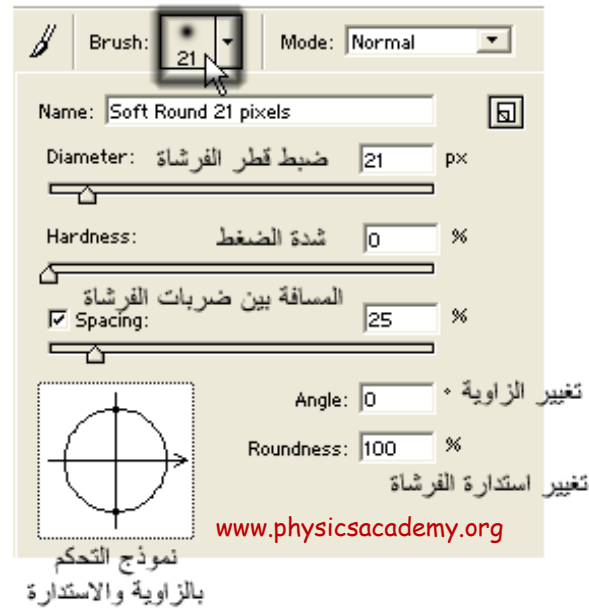 Brush: 21 Mode: Normal
Name: Soft Round 21 pixels
Diameter: ضبط قطر الفرشاة 21 px
Hardness: شدة الضغط 0 %
المسافة بين ضربات الفرشاة
Spacing: 25 %
Angle: 0 ° تغيير الزاوية
Roundness: 100 %
تغيير استدارة الفرشاة
www.physicsacademy.org
نموذج التحكم
بالزاوية والاستدارة